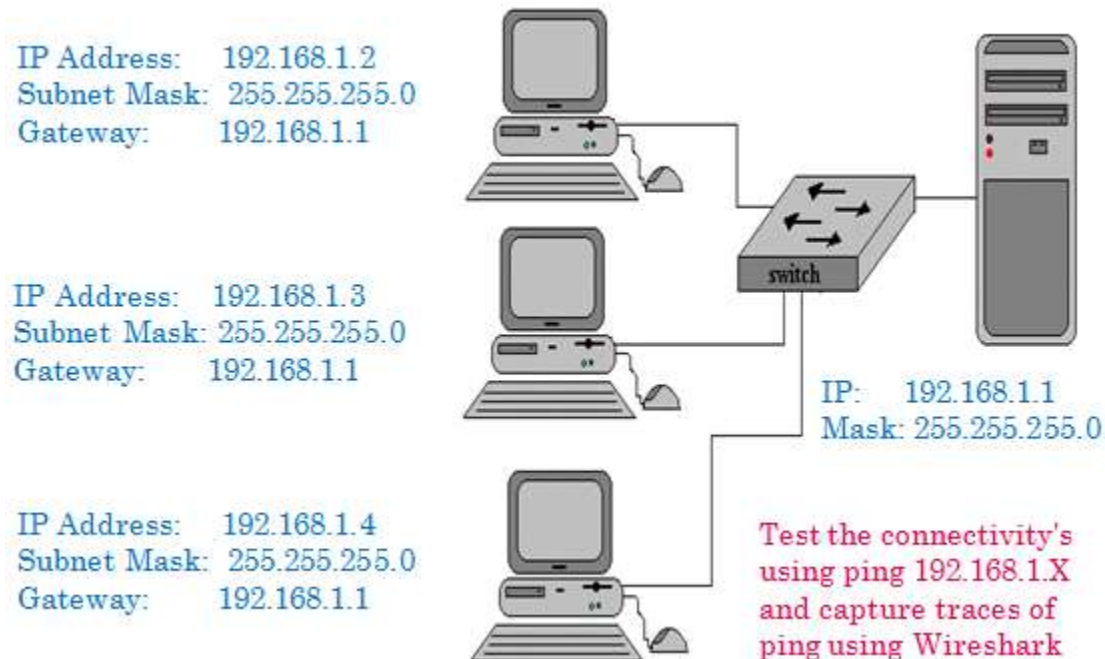 IP Address: 192.168.1.2
Subnet Mask: 255.255.255.0
Gateway: 192.168.1.1
switch
IP Address: 192.168.1.3
Subnet Mask: 255.255.255.0
Gateway: 192.168.1.1
IP: 192.168.1.1
Mask: 255.255.255.0
IP Address: 192.168.1.4
Subnet Mask: 255.255.255.0
Gateway: 192.168.1.1
Test the connectivity's
using ping 192.168.1.X
and capture traces of
ping using Wireshark